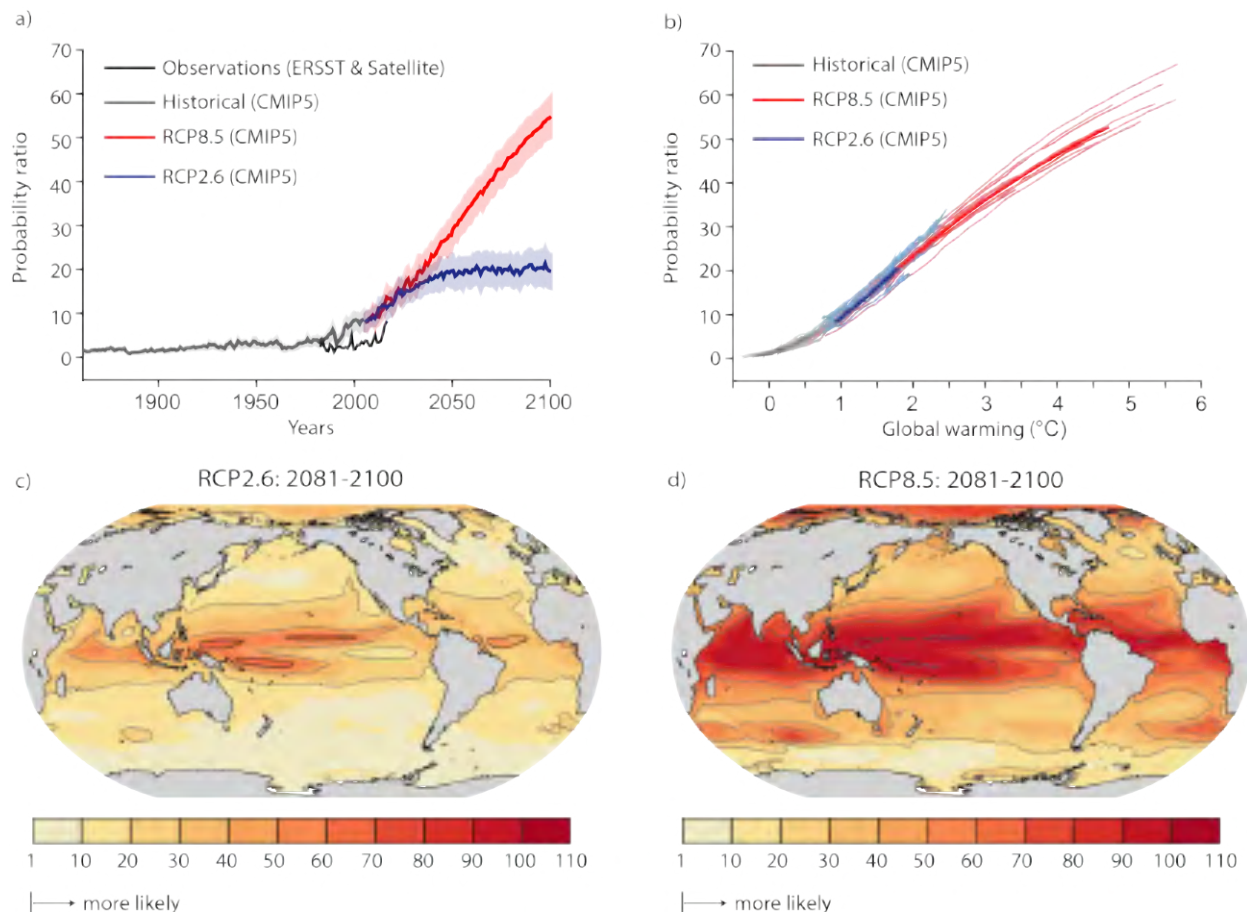 a)
70
60
50
40
30
20
10
0
Probability ratio
Observations (ERSST & Satellite)
Historical (CMIP5)
RCP8.5 (CMIP5)
RCP2.6 (CMIP5)
1900 1950 2000 2050 2100
Years
b)
70
60
50
40
30
20
10
0
Probability ratio
Historical (CMIP5)
RCP8.5 (CMIP5)
RCP2.6 (CMIP5)
0 1 2 3 4 5 6
Global warming (°C)
c)
RCP2.6: 2081-2100
1 10 20 30 40 50 60 70 80 90 100 110
more likely
d)
RCP8.5: 2081-2100
1 10 20 30 40 50 60 70 80 90 100 110
more likely